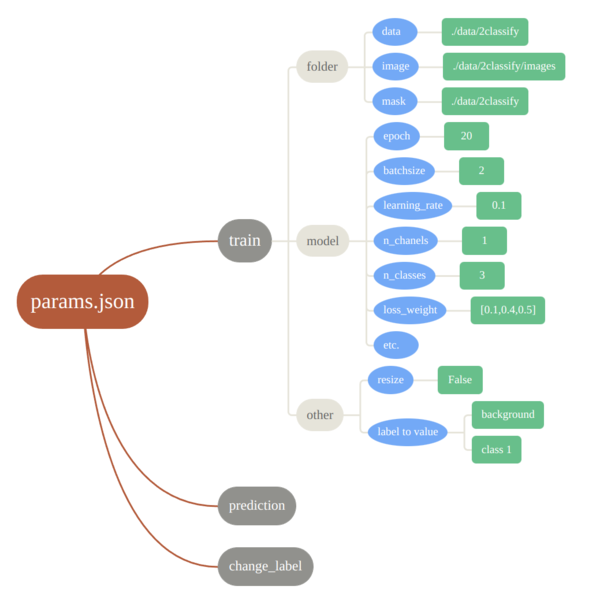 params.json
train
folder
data
./data/2classify
image
./data/2classify/images
mask
./data/2classify
model
epoch
20
batchsize
2
learning_rate
0.1
n_chanels
1
n_classes
3
loss_weight
[0.1,0.4,0.5]
etc.
other
resize
False
label to value
background
class 1
prediction
change_label